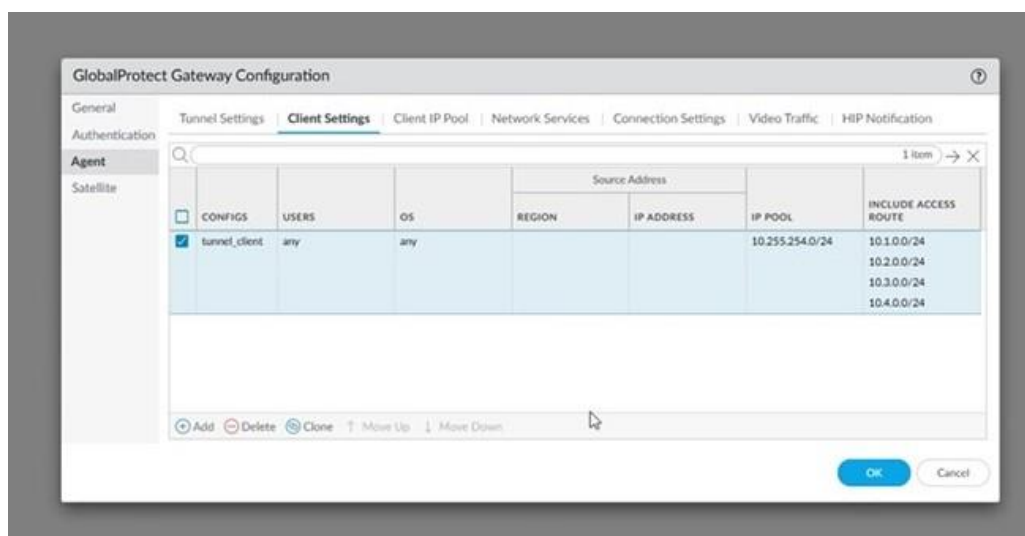 GlobalProtect Gateway Configuration
General
Authentication
Agent
Satellite
Tunnel Settings Client Settings Client IP Pool Network Services Connection Settings Video Traffic HIP Notification
1 item
Source Address
CONFIGS USERS OS REGION IP ADDRESS IP POOL INCLUDE ACCESS
ROUTE
tunnel_client any any 10.255.254.0/24 10.1.0.0/24
10.2.0.0/24
10.3.0.0/24
10.4.0.0/24
Add Delete Clone Move Up Move Down
OK Cancel